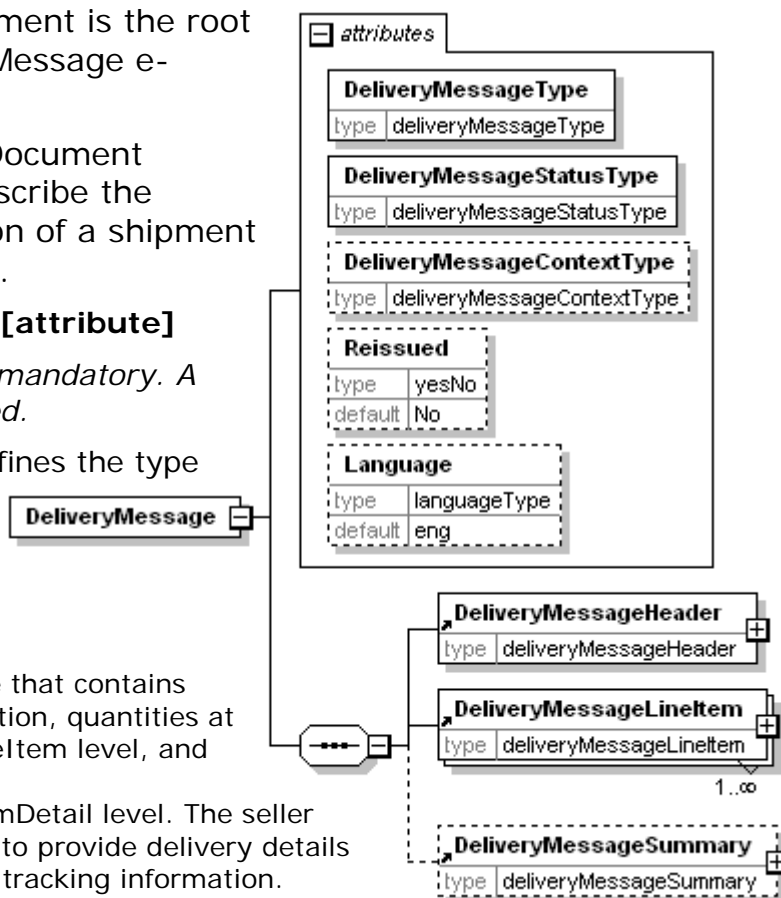 ment is the root
Message e-
Document
scribe the
on of a shipment
.
[attribute]
mandatory. A
ed.
fines the type
e that contains
tion, quantities at
eItem level, and
mDetail level. The seller
to provide delivery details
tracking information.
DeliveryMessage
attributes
DeliveryMessageType
type deliveryMessageType
DeliveryMessageStatusType
type deliveryMessageStatusType
DeliveryMessageContextType
type deliveryMessageContextType
Reissued
type yesNo
default No
Language
type languageType
default eng
DeliveryMessageHeader
type deliveryMessageHeader
DeliveryMessageLineItem
type deliveryMessageLineItem
1..∞
DeliveryMessageSummary
type deliveryMessageSummary